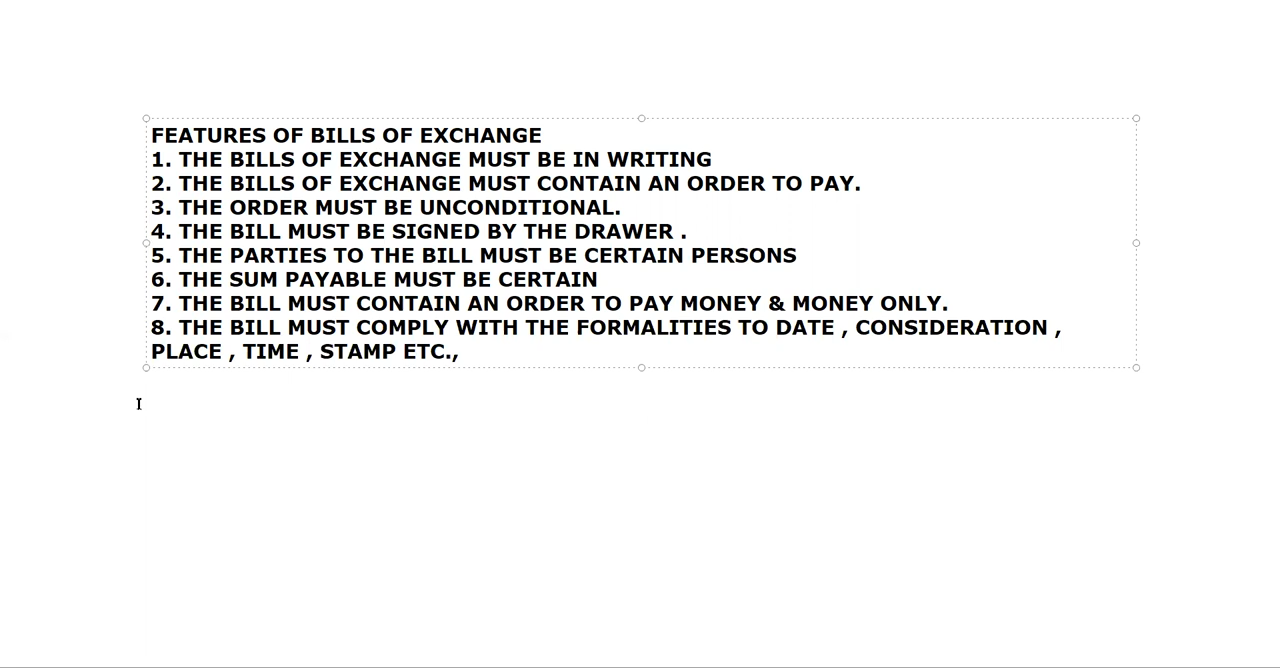 FEATURES OF BILLS OF EXCHANGE
1. THE BILLS OF EXCHANGE MUST BE IN WRITING
2. THE BILLS OF EXCHANGE MUST CONTAIN AN ORDER TO PAY.
3. THE ORDER MUST BE UNCONDITIONAL.
4. THE BILL MUST BE SIGNED BY THE DRAWER .
5. THE PARTIES TO THE BILL MUST BE CERTAIN PERSONS
6. THE SUM PAYABLE MUST BE CERTAIN
7. THE BILL MUST CONTAIN AN ORDER TO PAY MONEY & MONEY ONLY.
8. THE BILL MUST COMPLY WITH THE FORMALITIES TO DATE , CONSIDERATION ,
PLACE , TIME , STAMP ETC.,